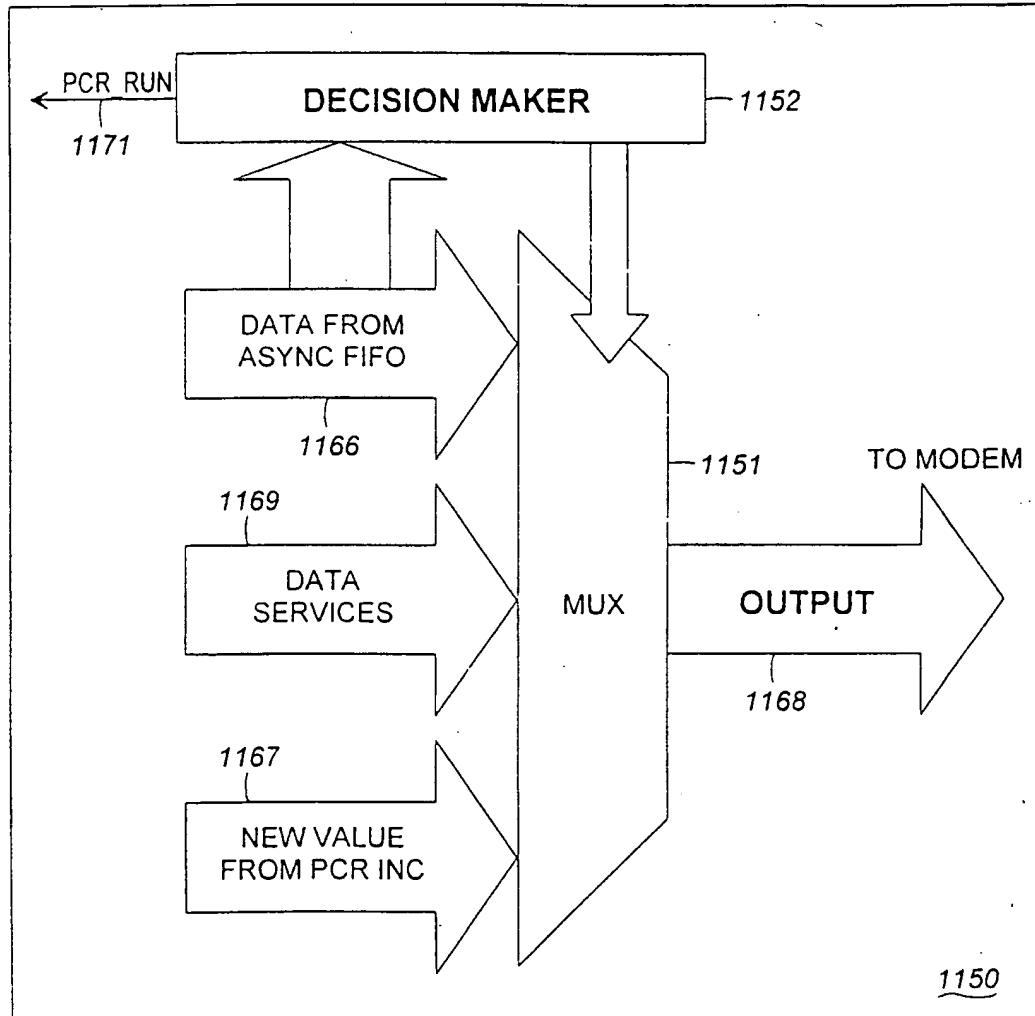 PCR RUN
1171
DECISION MAKER
1152
DATA FROM
ASYNC FIFO
1166
1151
TO MODEM
1169
DATA
SERVICES
MUX
OUTPUT
1168
1167
NEW VALUE
FROM PCR INC
1150